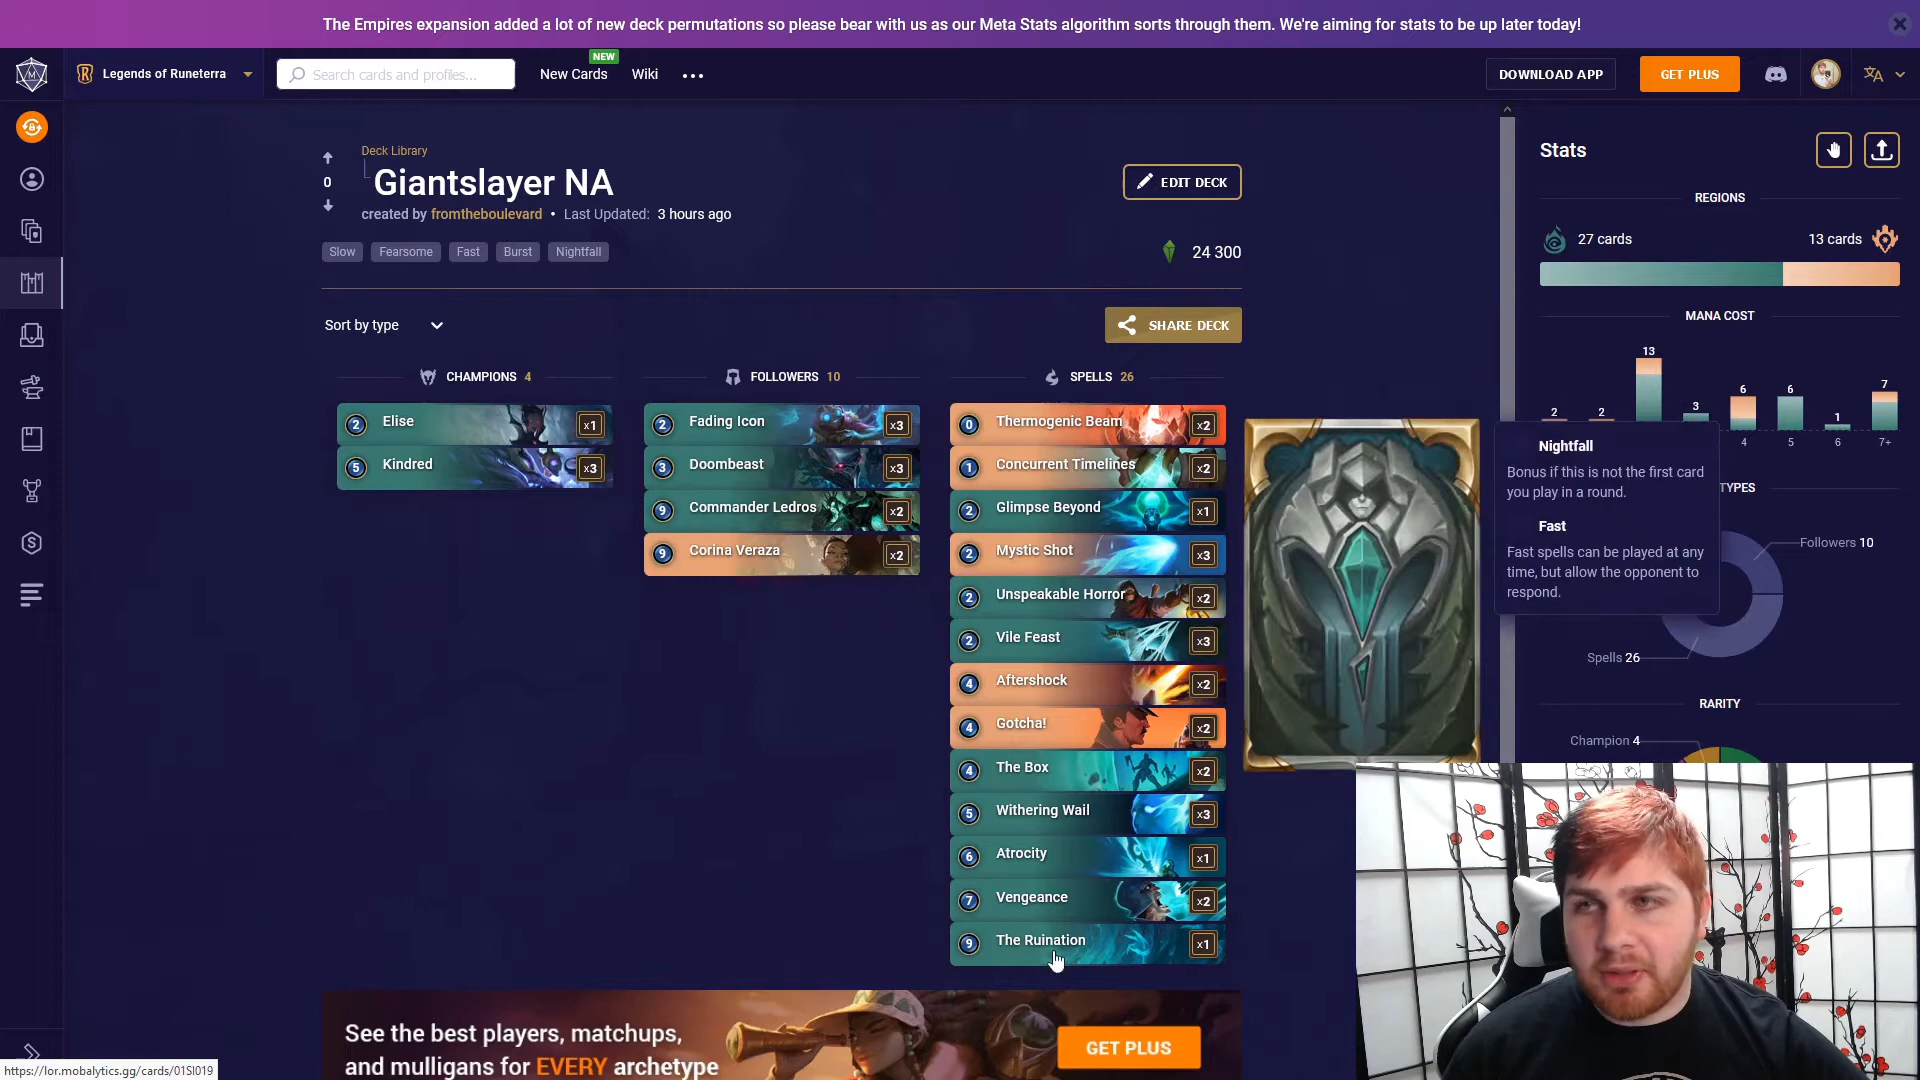 The Empires expansion added a lot of new deck permutations so please bear with us as our Meta Stats algorithm sorts through them. We're aiming for stats to be up later today!
Legends of Runeterra
Search cards and profiles...
NEW
New Cards
Wiki
DOWNLOAD APP
GET PLUS
Deck Library
0
Giantslayer NA
EDIT DECK
created by fromtheboulevard • Last Updated: 3 hours ago
Slow
Fearsome
Fast
Burst
Nightfall
24 300
Sort by type
SHARE DECK
CHAMPIONS 4
2 Elise x1
5 Kindred x3
FOLLOWERS 10
2 Fading Icon x3
3 Doombeast x3
9 Commander Ledros x2
9 Corina Veraza x2
SPELLS 26
0 Thermogenic Beam x2
1 Concurrent Timelines x2
2 Glimpse Beyond x1
2 Mystic Shot x3
2 Unspeakable Horror x2
2 Vile Feast x3
4 Aftershock x2
4 Gotcha! x2
4 The Box x2
5 Withering Wail x3
6 Atrocity x1
7 Vengeance x2
9 The Ruination x1
Stats
REGIONS
27 cards
13 cards
MANA COST
2
2
13
3
6
6
1
7
4
5
6
7+
Nightfall
Bonus if this is not the first card
you play in a round.
Fast
Fast spells can be played at any
time, but allow the opponent to
respond.
TYPES
Followers 10
Spells 26
RARITY
Champion 4
See the best players, matchups,
and mulligans for EVERY archetype
GET PLUS
https://lor.mobalytics.gg/cards/01SI019